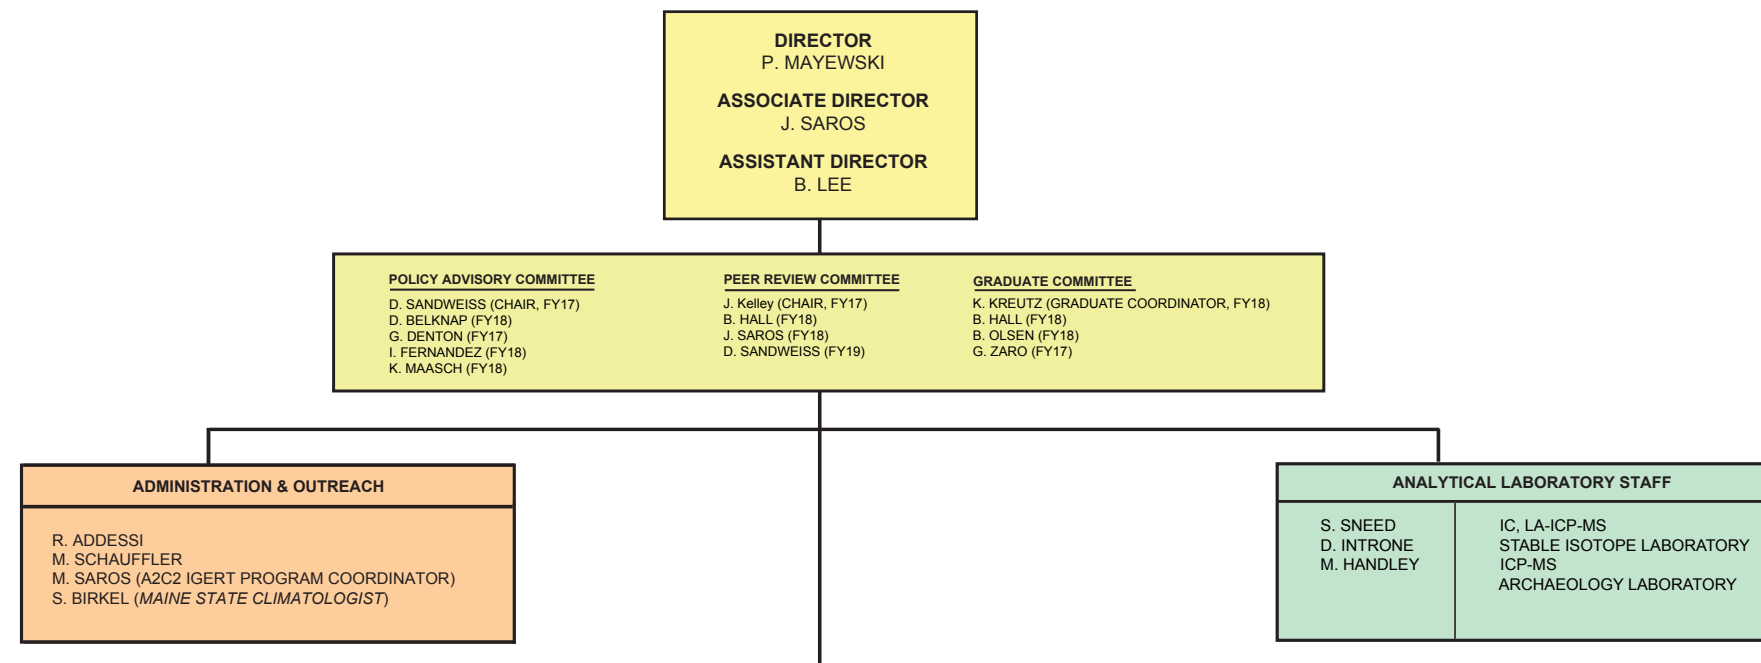 DIRECTOR
P. MAYEWSKI
ASSOCIATE DIRECTOR
J. SAROS
ASSISTANT DIRECTOR
B. LEE
POLICY ADVISORY COMMITTEE
D. SANDWEISS (CHAIR, FY17)
D. BELKNAP (FY18)
G. DENTON (FY17)
I. FERNANDEZ (FY18)
K. MAASCH (FY18)
PEER REVIEW COMMITTEE
J. Kelley (CHAIR, FY17)
B. HALL (FY18)
J. SAROS (FY18)
D. SANDWEISS (FY19)
GRADUATE COMMITTEE
K. KREUTZ (GRADUATE COORDINATOR, FY18)
B. HALL (FY18)
B. OLSEN (FY18)
G. ZARO (FY17)
ADMINISTRATION & OUTREACH
R. ADDESSI
M. SCHAUFFLER
M. SAROS (A2C2 IGERT PROGRAM COORDINATOR)
S. BIRKEL (MAINE STATE CLIMATOLOGIST)
ANALYTICAL LABORATORY STAFF
S. SNEED
D. INTRONE
M. HANDLEY
IC, LA-ICP-MS
STABLE ISOTOPE LABORATORY
ICP-MS
ARCHAEOLOGY LABORATORY